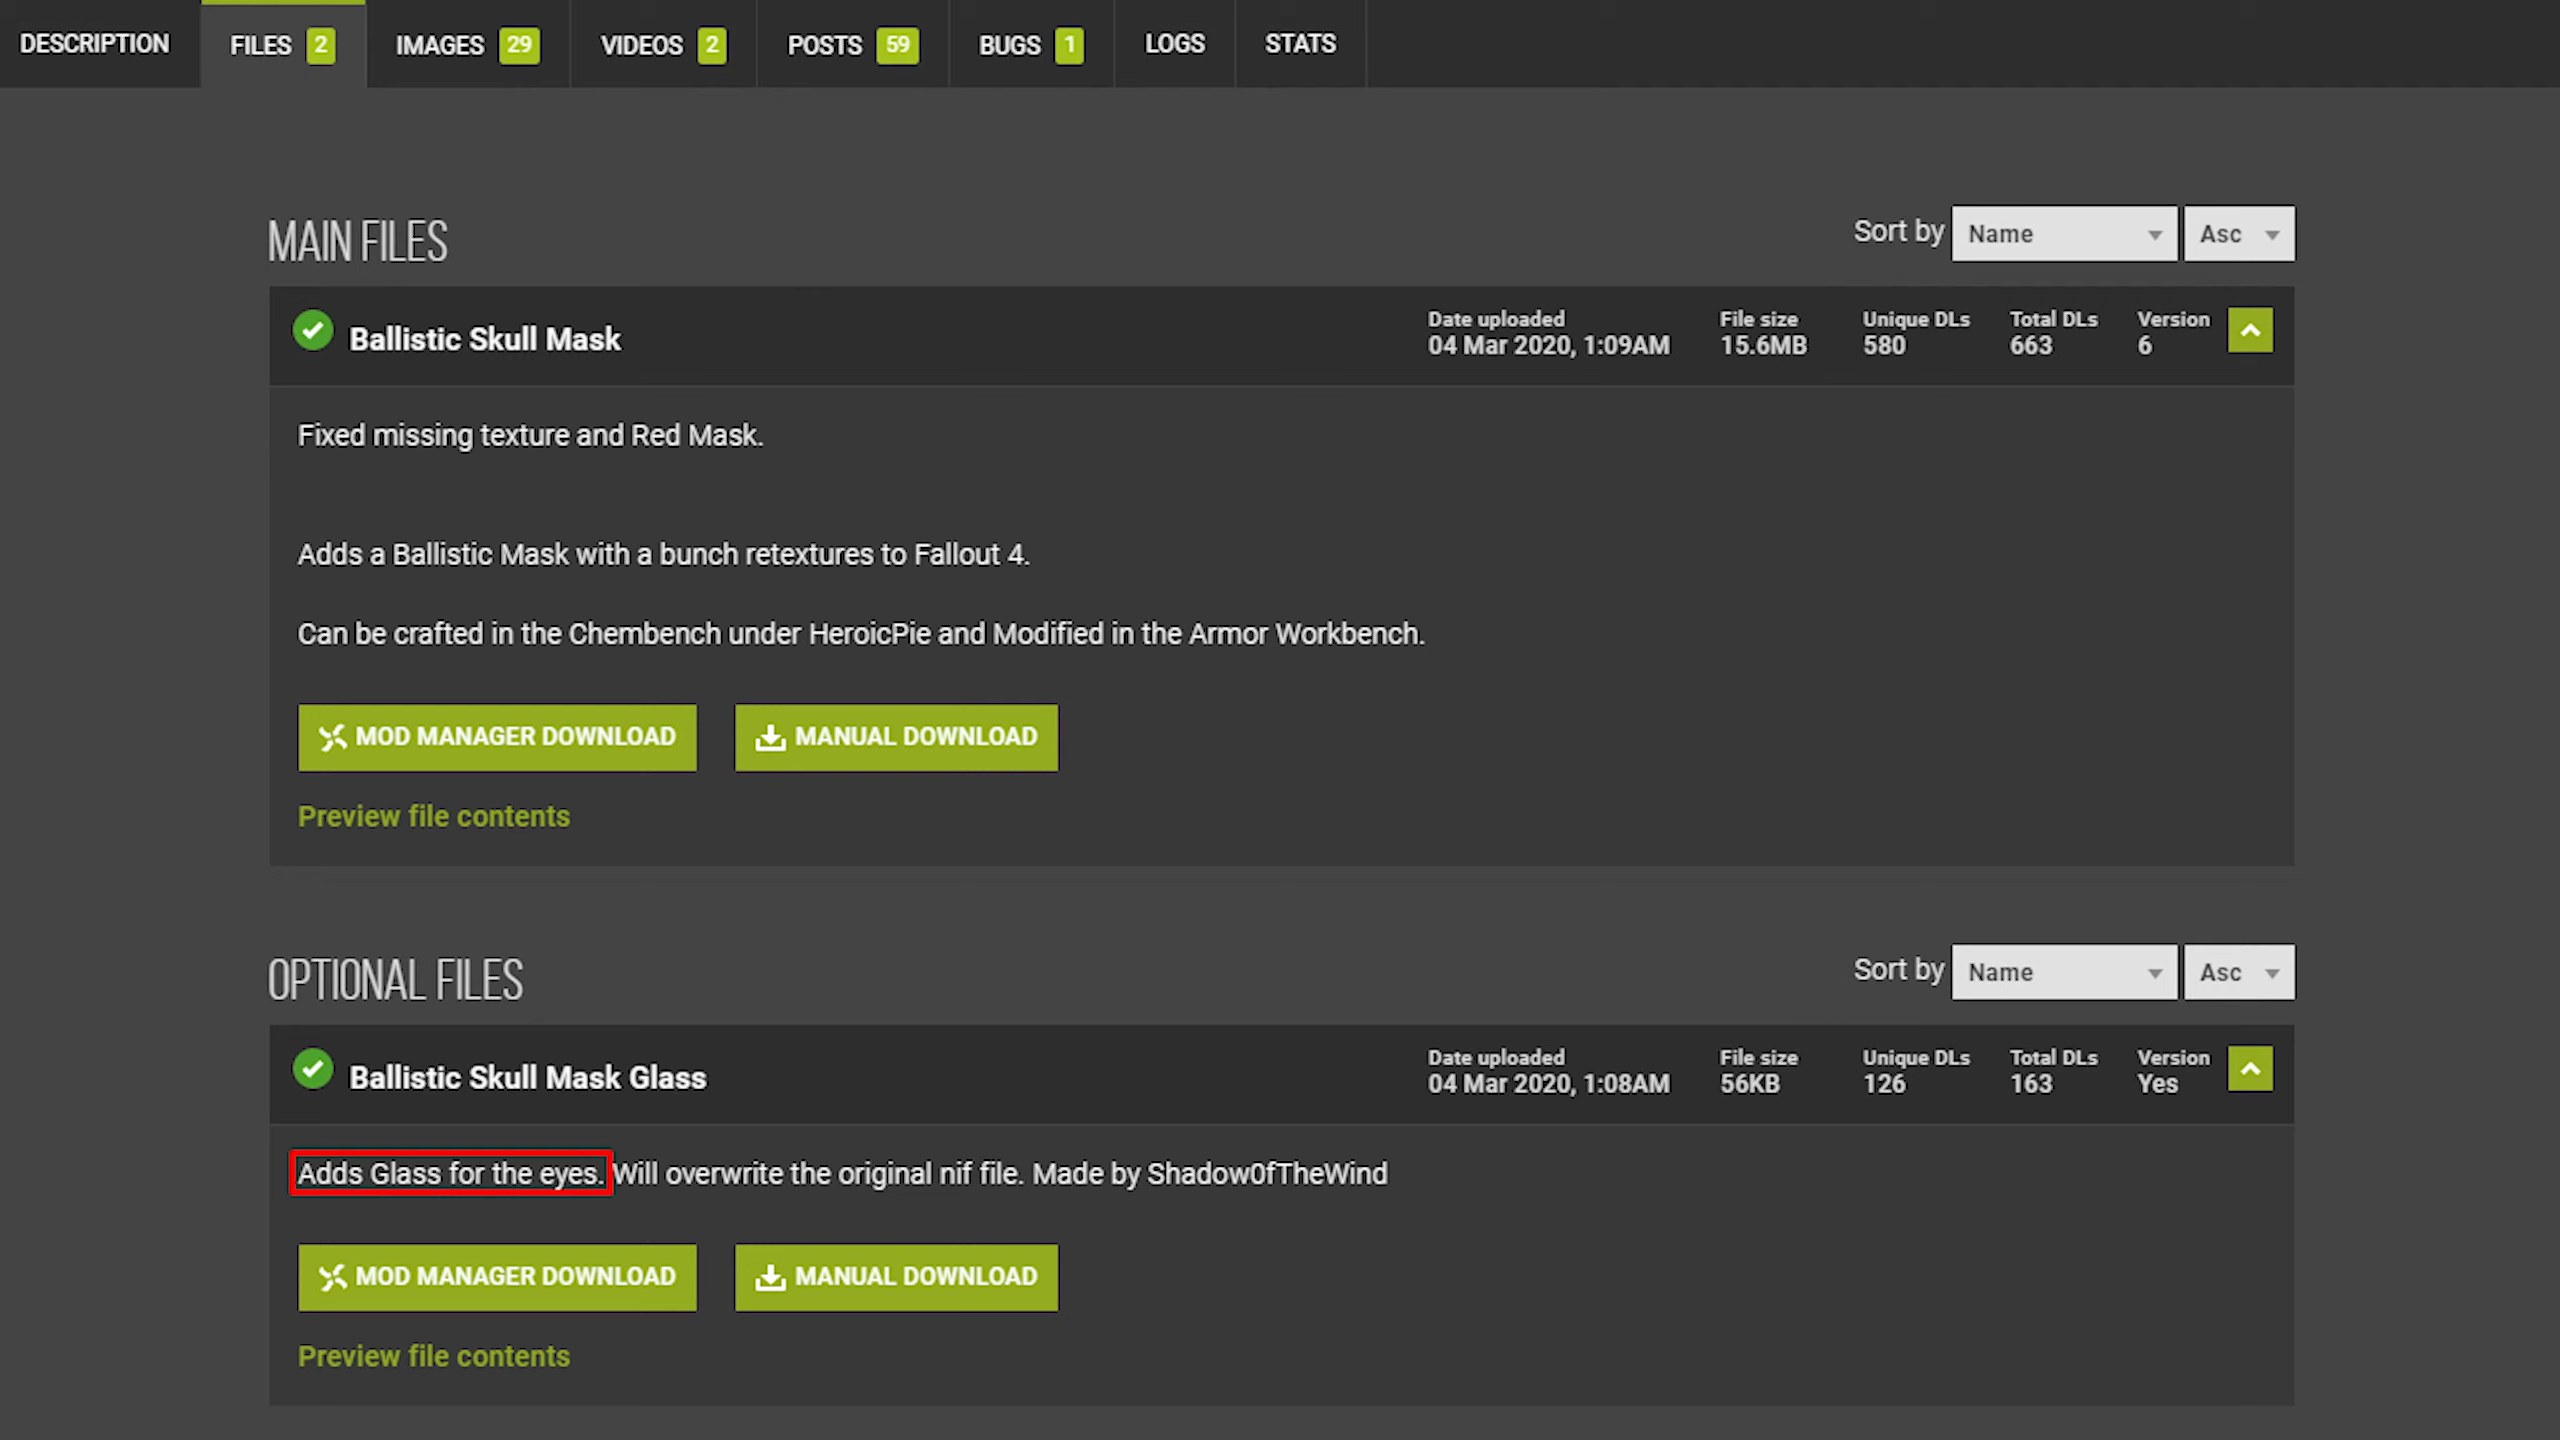 DESCRIPTION FILES 2 IMAGES 29 VIDEOS 2 POSTS 59 BUGS 1 LOGS STATS
MAIN FILES
Sort by Name Asc
Ballistic Skull Mask
Date uploaded File size Unique DLs Total DLs Version
04 Mar 2020, 1:09AM 15.6MB 580 663 6
Fixed missing texture and Red Mask.
Adds a Ballistic Mask with a bunch retextures to Fallout 4.
Can be crafted in the Chembench under HeroicPie and Modified in the Armor Workbench.
MOD MANAGER DOWNLOAD MANUAL DOWNLOAD
Preview file contents
OPTIONAL FILES
Sort by Name Asc
Ballistic Skull Mask Glass
Date uploaded File size Unique DLs Total DLs Version
04 Mar 2020, 1:08AM 56KB 126 163 Yes
Adds Glass for the eyes. Will overwrite the original nif file. Made by Shadow0fTheWind
MOD MANAGER DOWNLOAD MANUAL DOWNLOAD
Preview file contents